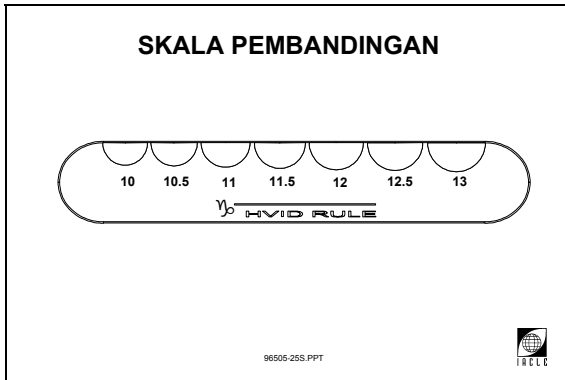 SKALA PEMBANDINGAN
10 10.5 11 11.5 12 12.5 13
HVID RULE
96505-25S.PPT
IACLE